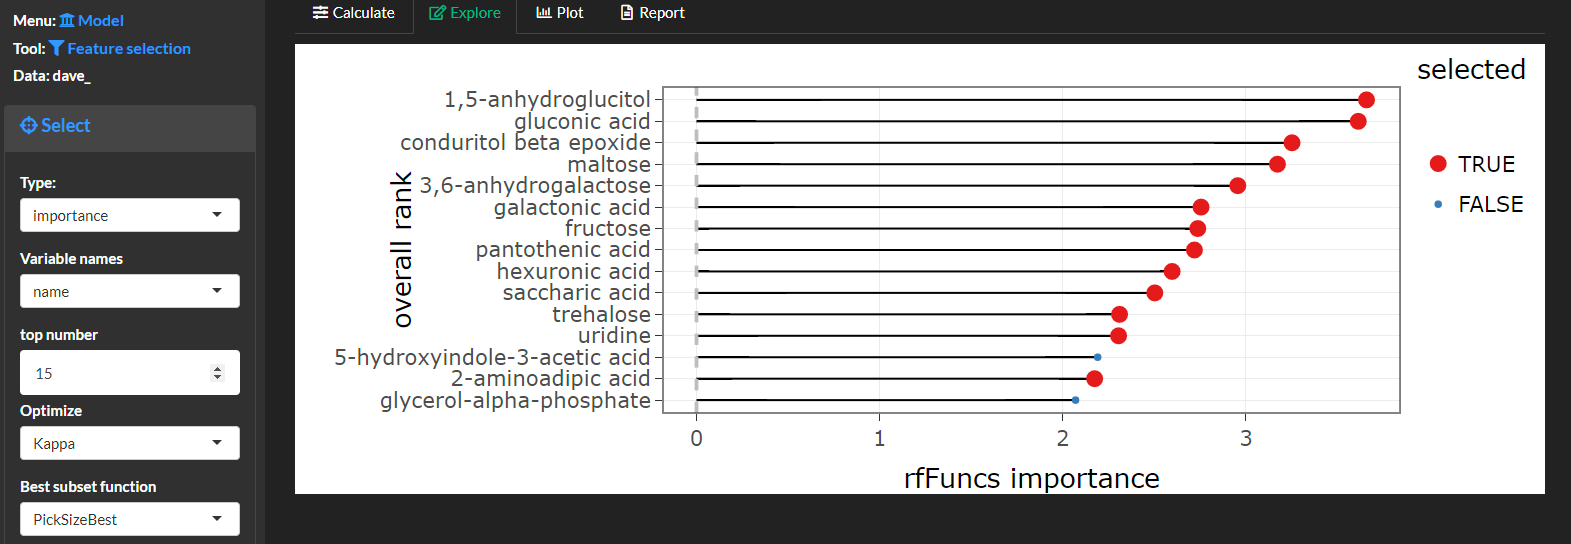 Menu: Model
Tool: Feature selection
Data: dave_
Select
Type:
importance
Variable names
name
top number
15
Optimize
Kappa
Best subset function
PickSizeBest
Calculate
Explore
Plot
Report
selected
TRUE
FALSE
overall rank
1,5-anhydroglucitol
gluconic acid
conduritol beta epoxide
maltose
3,6-anhydrogalactose
galactonic acid
fructose
pantothenic acid
hexuronic acid
saccharic acid
trehalose
uridine
5-hydroxyindole-3-acetic acid
2-aminoadipic acid
glycerol-alpha-phosphate
0 1 2 3
rfFuncs importance